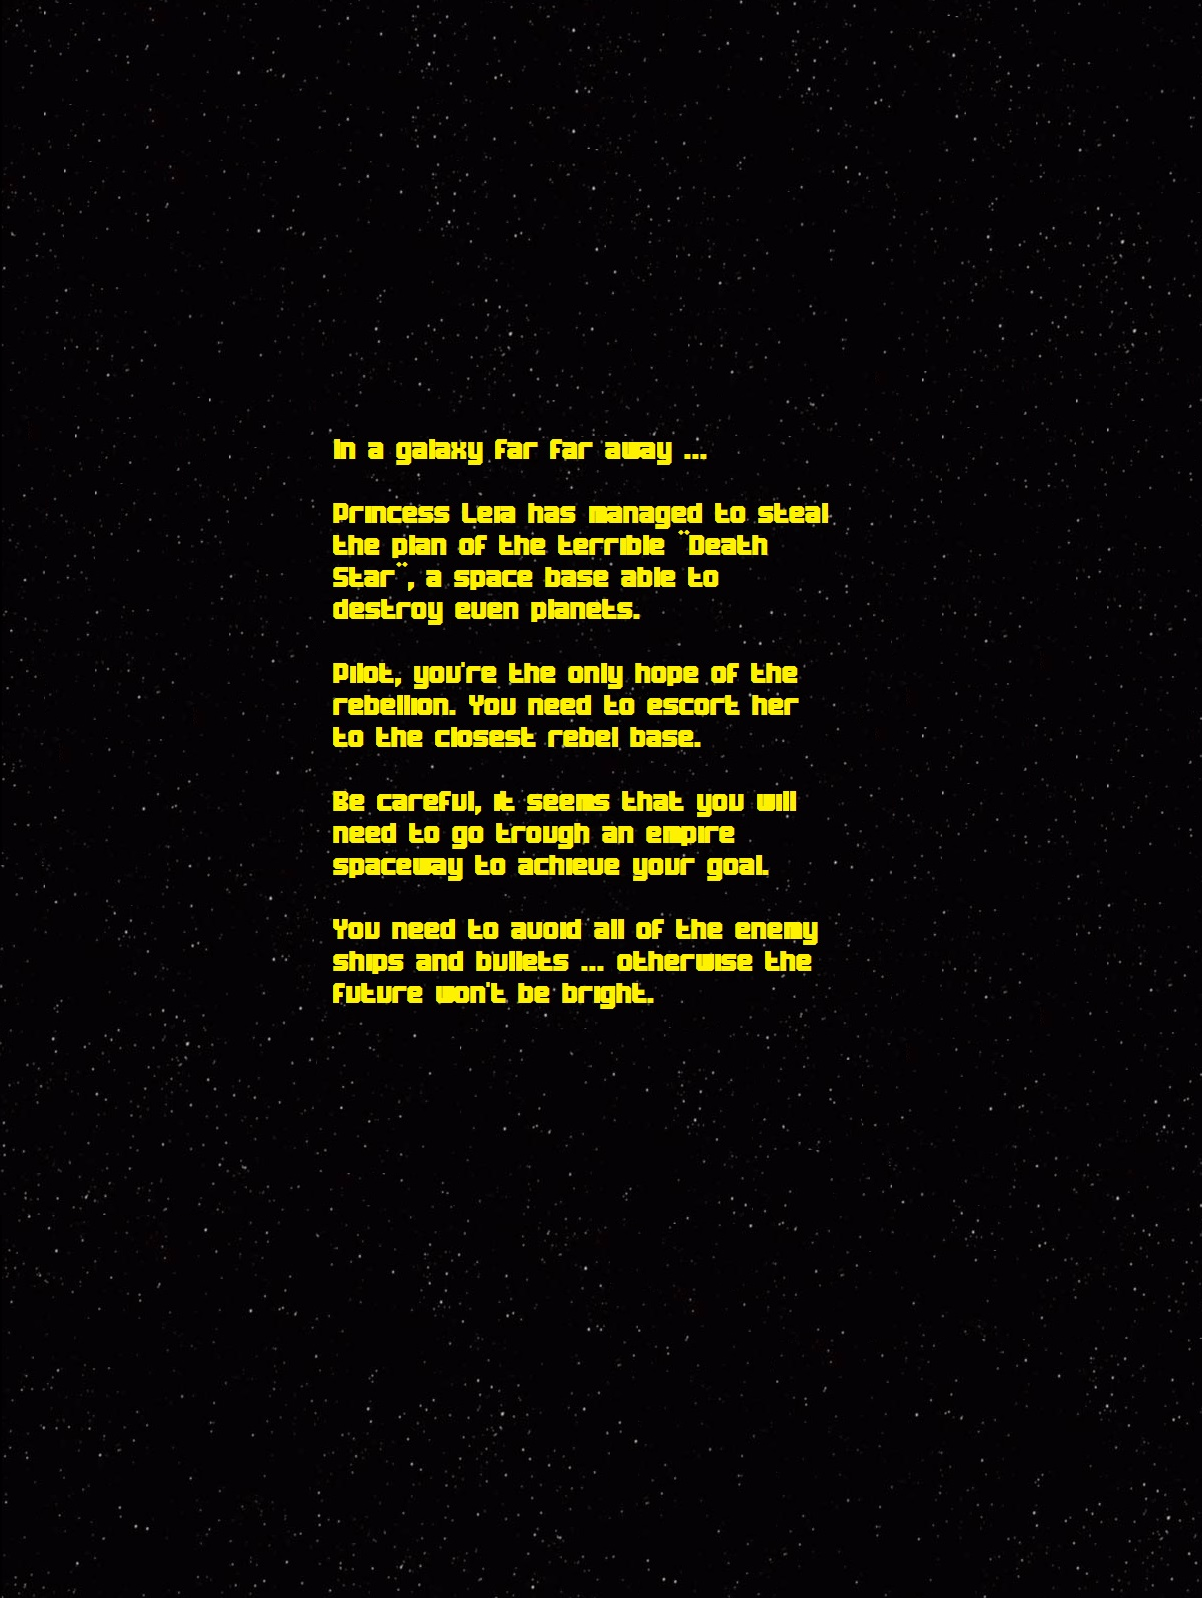 In a galaxy far far away ...
Princess Leia has managed to steal
the plan of the terrible ¨Death
Star¨, a space base able to
destroy even planets.
Pilot, you're the only hope of the
rebellion. You need to escort her
to the closest rebel base.
Be careful, it seems that you will
need to go trough an empire
spaceway to achieve your goal.
You need to avoid all of the enemy
ships and bullets ... otherwise the
future won't be bright.